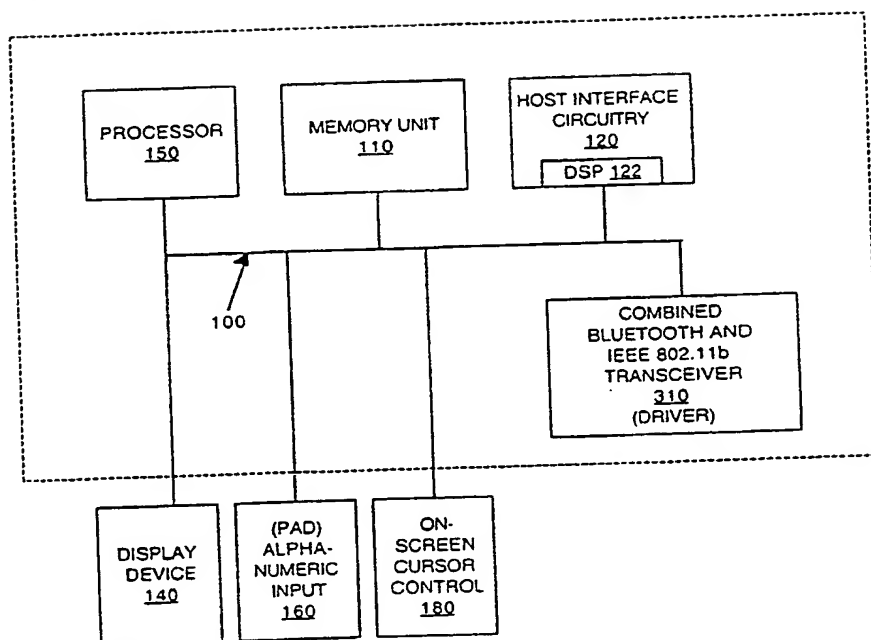 PROCESSOR
150
MEMORY UNIT
110
HOST INTERFACE
CIRCUITRY
120
DSP 122
100
COMBINED
BLUETOOTH AND
IEEE 802.11b
TRANSCEIVER
310
(DRIVER)
DISPLAY
DEVICE
140
(PAD)
ALPHA-
NUMERIC
INPUT
160
ON-
SCREEN
CURSOR
CONTROL
180